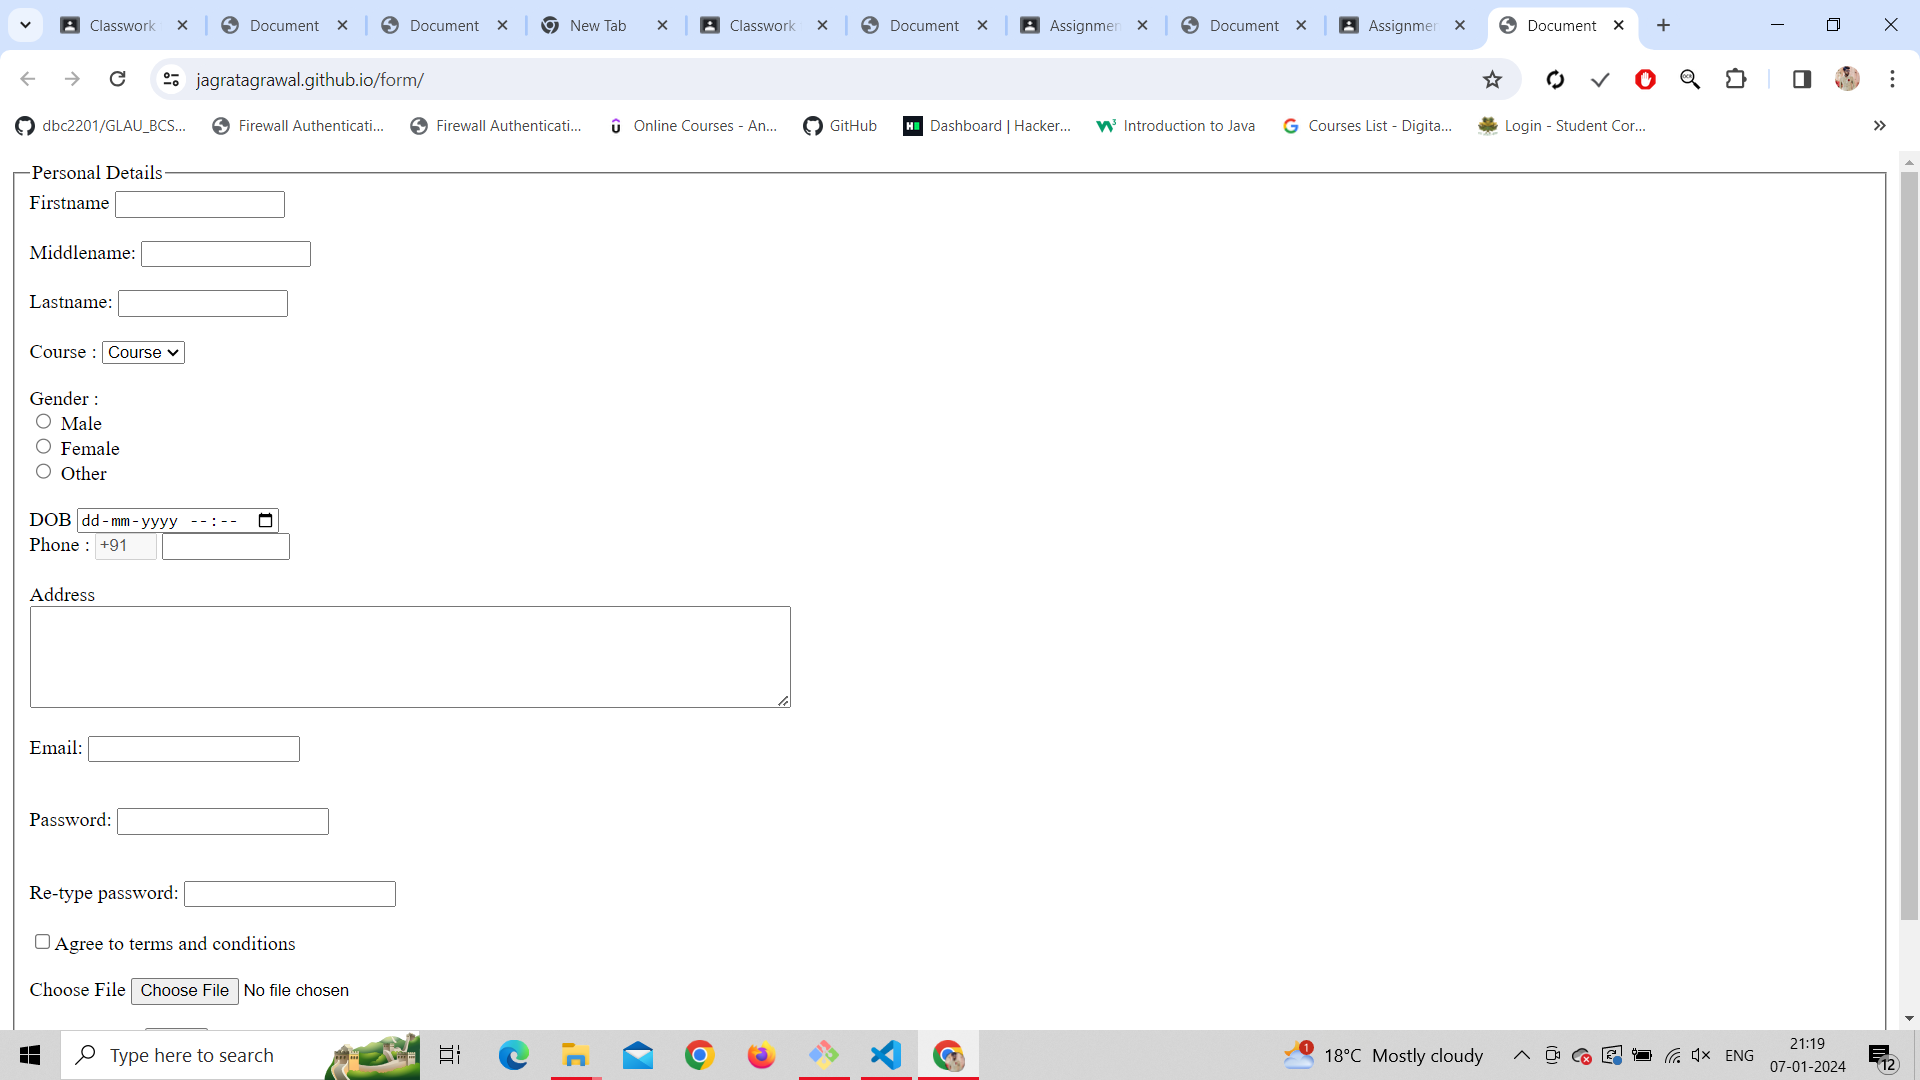 Classwork
Document
Document
New Tab
Classwork
Document
Assignmen
Document
Assignmer
Document
jagratagrawal.github.io/form/
dbc2201/GLAU_BCS...
Firewall Authenticati...
Firewall Authenticati...
Online Courses - An...
GitHub
Dashboard | Hacker...
Introduction to Java
Courses List - Digita...
Login - Student Cor...
Personal Details
Firstname
Middlename:
Lastname:
Course : Course
Gender :
Male
Female
Other
DOB dd-mm-yyyy --:--
Phone : +91
Address
Email:
Password:
Re-type password:
Agree to terms and conditions
Choose File Choose File No file chosen
Type here to search
1
18°C Mostly cloudy
ENG
21:19
07-01-2024
12